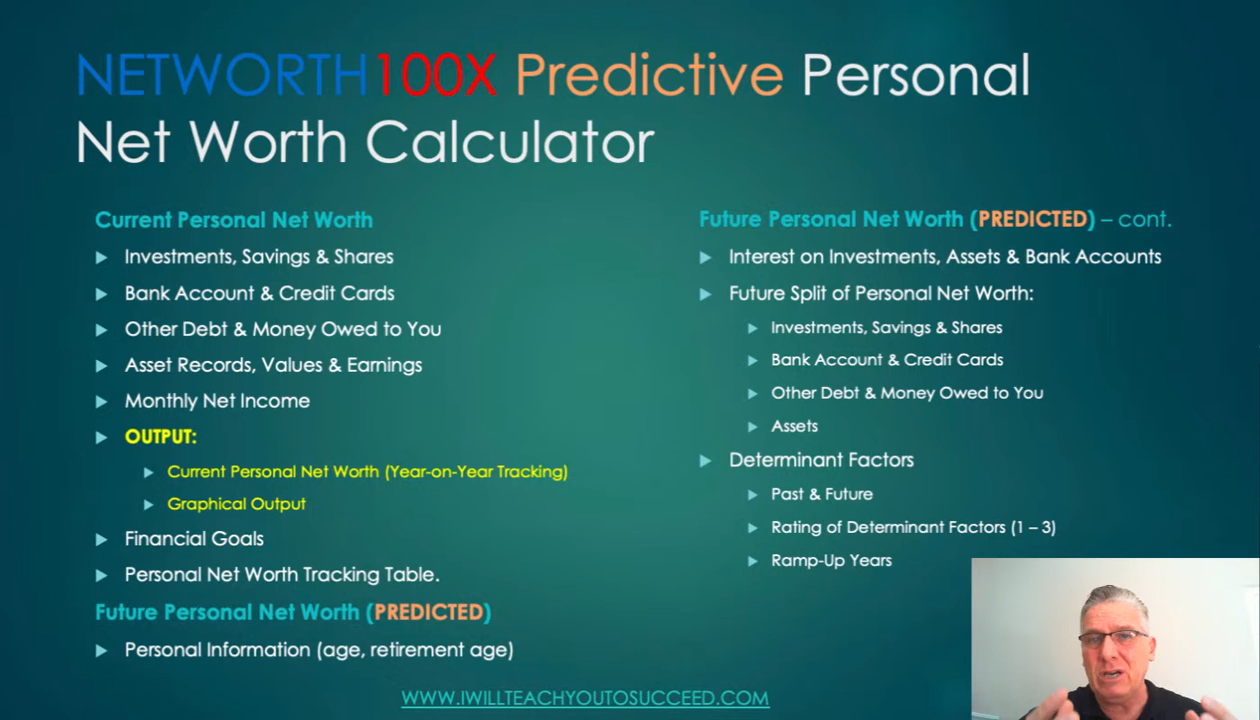 NETWORTH100X Predictive Personal
Net Worth Calculator
Current Personal Net Worth
Investments, Savings & Shares
Bank Account & Credit Cards
Other Debt & Money Owed to You
Asset Records, Values & Earnings
Monthly Net Income
OUTPUT:
Current Personal Net Worth (Year-on-Year Tracking)
Graphical Output
Financial Goals
Personal Net Worth Tracking Table.
Future Personal Net Worth (PREDICTED)
Personal Information (age, retirement age)
Future Personal Net Worth (PREDICTED) – cont.
Interest on Investments, Assets & Bank Accounts
Future Split of Personal Net Worth:
Investments, Savings & Shares
Bank Account & Credit Cards
Other Debt & Money Owed to You
Assets
Determinant Factors
Past & Future
Rating of Determinant Factors (1 – 3)
Ramp-Up Years
WWW.IWILLTEACHYOUTOSUCCEED.COM